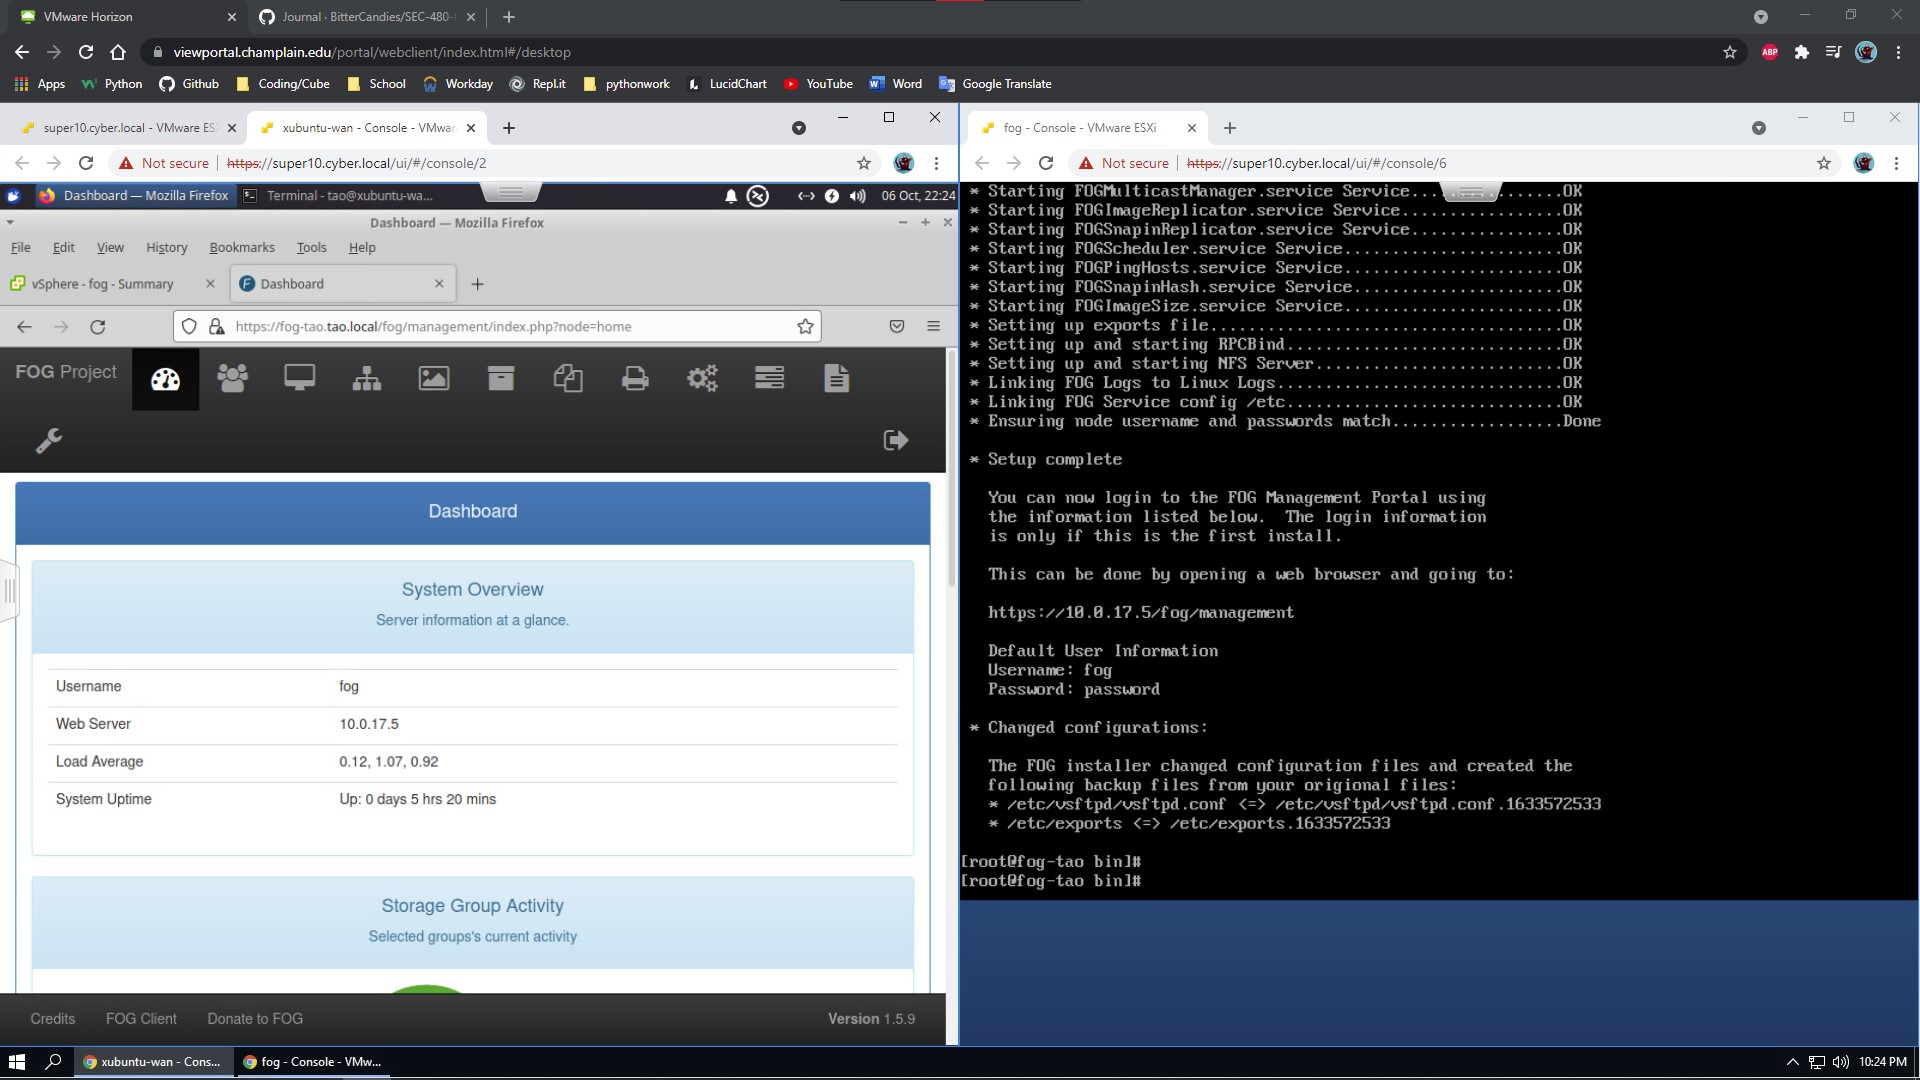 VMware Horizon
Journal · BitterCandies/SEC-480-
viewportal.champlain.edu/portal/webclient/index.html#/desktop
ABP
Apps
Python
Github
Coding/Cube
School
Workday
Repl.it
pythonwork
LucidChart
YouTube
Word
Google Translate
super10.cyber.local - VMware ES
xubuntu-wan - Console - VMwar
Not secure
https://super10.cyber.local/ui/#/console/2
Dashboard — Mozilla Firefox
Terminal - tao@xubuntu-wa...
06 Oct, 22:24
Dashboard — Mozilla Firefox
File
Edit
View
History
Bookmarks
Tools
Help
vSphere - fog - Summary
Dashboard
https://fog-tao.tao.local/fog/management/index.php?node=home
FOG Project
Dashboard
System Overview
Server information at a glance.
Username fog
Web Server 10.0.17.5
Load Average 0.12, 1.07, 0.92
System Uptime Up: 0 days 5 hrs 20 mins
Storage Group Activity
Selected groups's current activity
Credits
FOG Client
Donate to FOG
Version 1.5.9
fog - Console - VMware ESXi
Not secure
https://super10.cyber.local/ui/#/console/6
* Starting FOGMulticastManager.service Service................OK
* Starting FOGImageReplicator.service Service.................OK
* Starting FOGSnapinReplicator.service Service................OK
* Starting FOGScheduler.service Service.......................OK
* Starting FOGPingHosts.service Service.......................OK
* Starting FOGSnapinHash.service Service......................OK
* Starting FOGImageSize.service Service.......................OK
* Setting up exports file.....................................OK
* Setting up and starting RPCBind.............................OK
* Setting up and starting NFS Server..........................OK
* Linking FOG Logs to Linux Logs..............................OK
* Linking FOG Service config /etc.............................OK
* Ensuring node username and passwords match..................Done
* Setup complete
You can now login to the FOG Management Portal using
the information listed below.  The login information
is only if this is the first install.
This can be done by opening a web browser and going to:
https://10.0.17.5/fog/management
Default User Information
Username: fog
Password: password
* Changed configurations:
The FOG installer changed configuration files and created the
following backup files from your origional files:
* /etc/vsftpd/vsftpd.conf <=> /etc/vsftpd/vsftpd.conf.1633572533
* /etc/exports <=> /etc/exports.1633572533
[root@fog-tao bin]#
[root@fog-tao bin]#
xubuntu-wan - Cons...
fog - Console - VMw...
10:24 PM